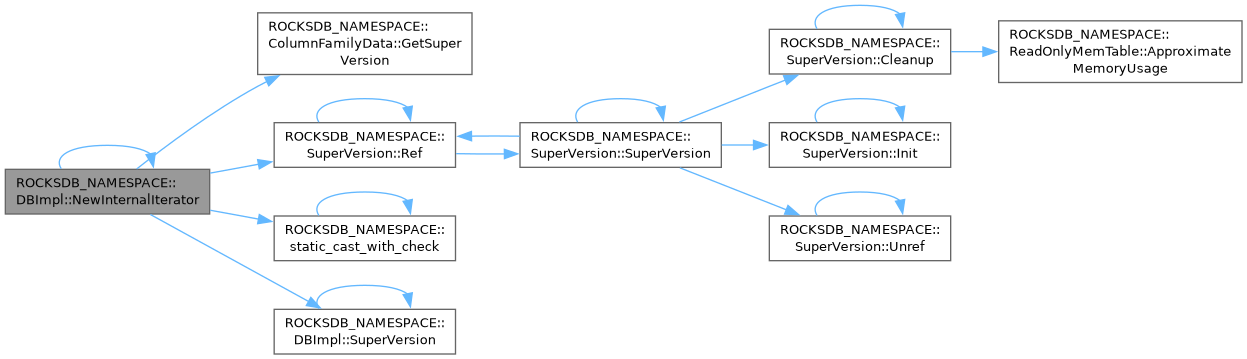 ROCKSDB_NAMESPACE::
DBImpl::NewInternalIterator
ROCKSDB_NAMESPACE::
ColumnFamilyData::GetSuper
Version
ROCKSDB_NAMESPACE::
SuperVersion::Ref
ROCKSDB_NAMESPACE::
static_cast_with_check
ROCKSDB_NAMESPACE::
DBImpl::SuperVersion
ROCKSDB_NAMESPACE::
SuperVersion::SuperVersion
ROCKSDB_NAMESPACE::
SuperVersion::Cleanup
ROCKSDB_NAMESPACE::
SuperVersion::Init
ROCKSDB_NAMESPACE::
SuperVersion::Unref
ROCKSDB_NAMESPACE::
ReadOnlyMemTable::Approximate
MemoryUsage